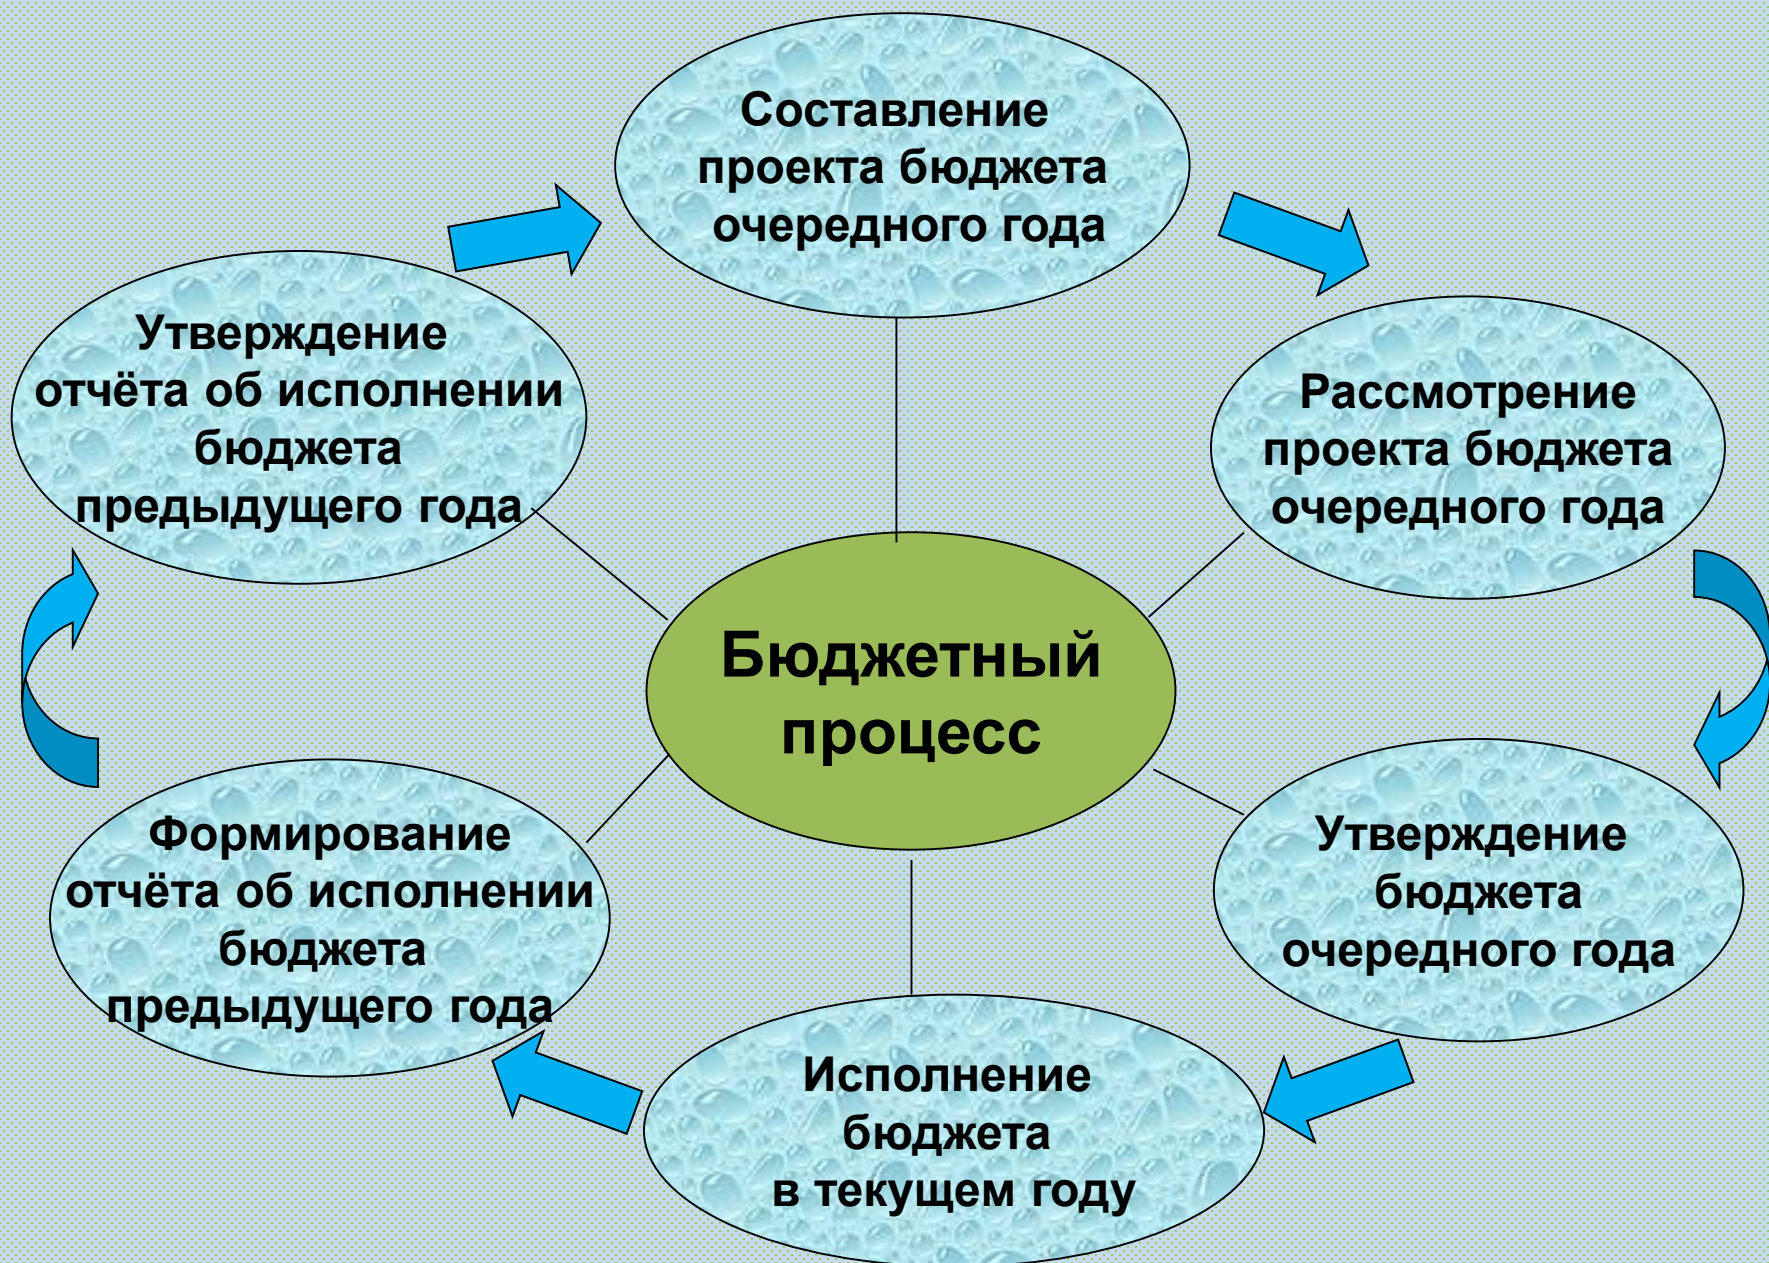 Составление
проекта бюджета
очередного года
Утверждение
отчёта об исполнении
бюджета
предыдущего года
Рассмотрение
проекта бюджета
очередного года
Бюджетный
процесс
Формирование
отчёта об исполнении
бюджета
предыдущего года
Утверждение
бюджета
очередного года
Исполнение
бюджета
в текущем году